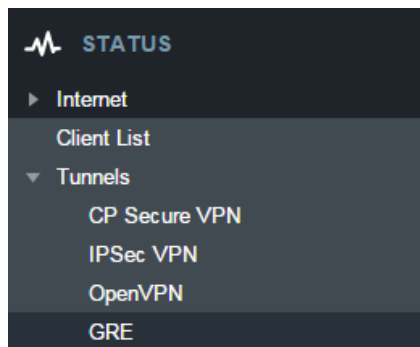 STATUS
Internet
Client List
Tunnels
CP Secure VPN
IPSec VPN
OpenVPN
GRE